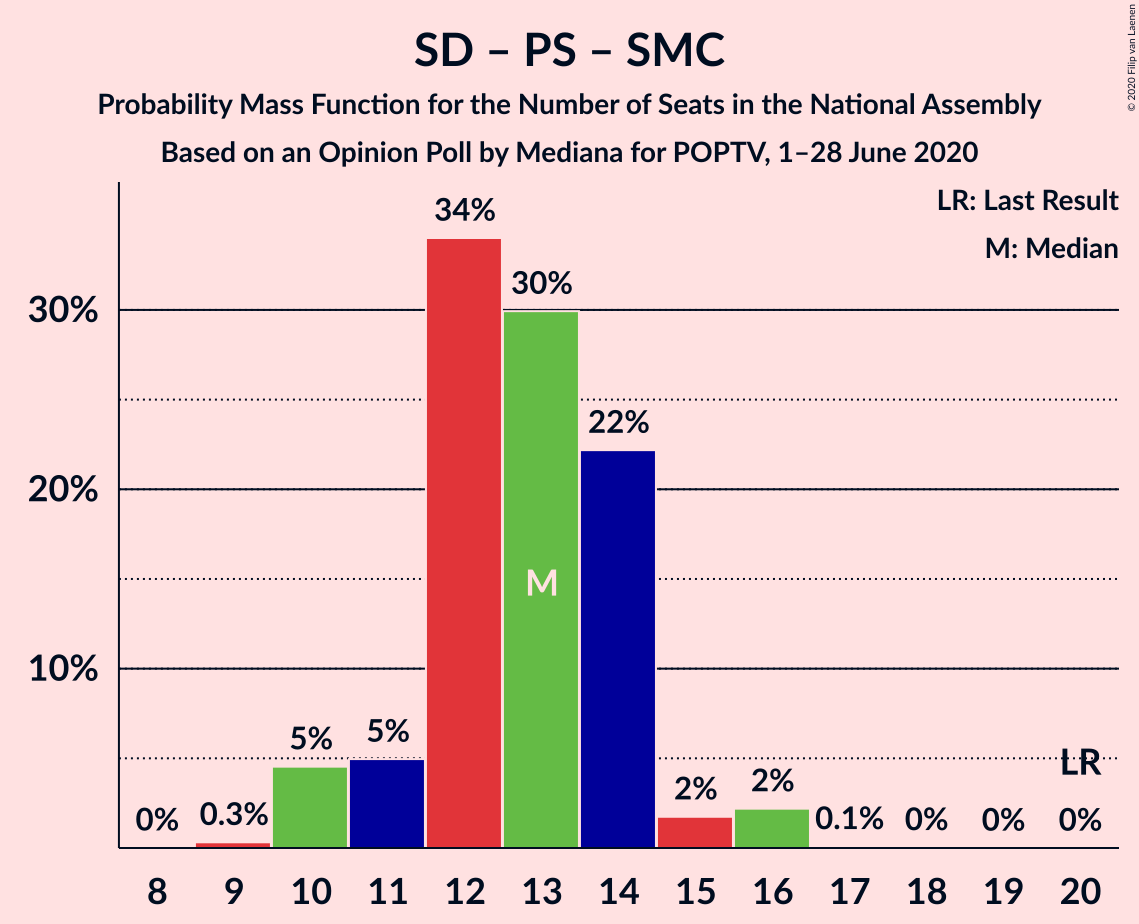 SD – PS – SMC
Probability Mass Function for the Number of Seats in the National Assembly
Based on an Opinion Poll by Mediana for POPTV, 1–28 June 2020
© 2020 Filip van Laenen
LR: Last Result
M: Median
34%
30%
30%
22%
20%
M
10%
5%
5%
LR
0%
0.3%
2%
2%
0.1%
0%
0%
0%
8 9 10 11 12 13 14 15 16 17 18 19 20